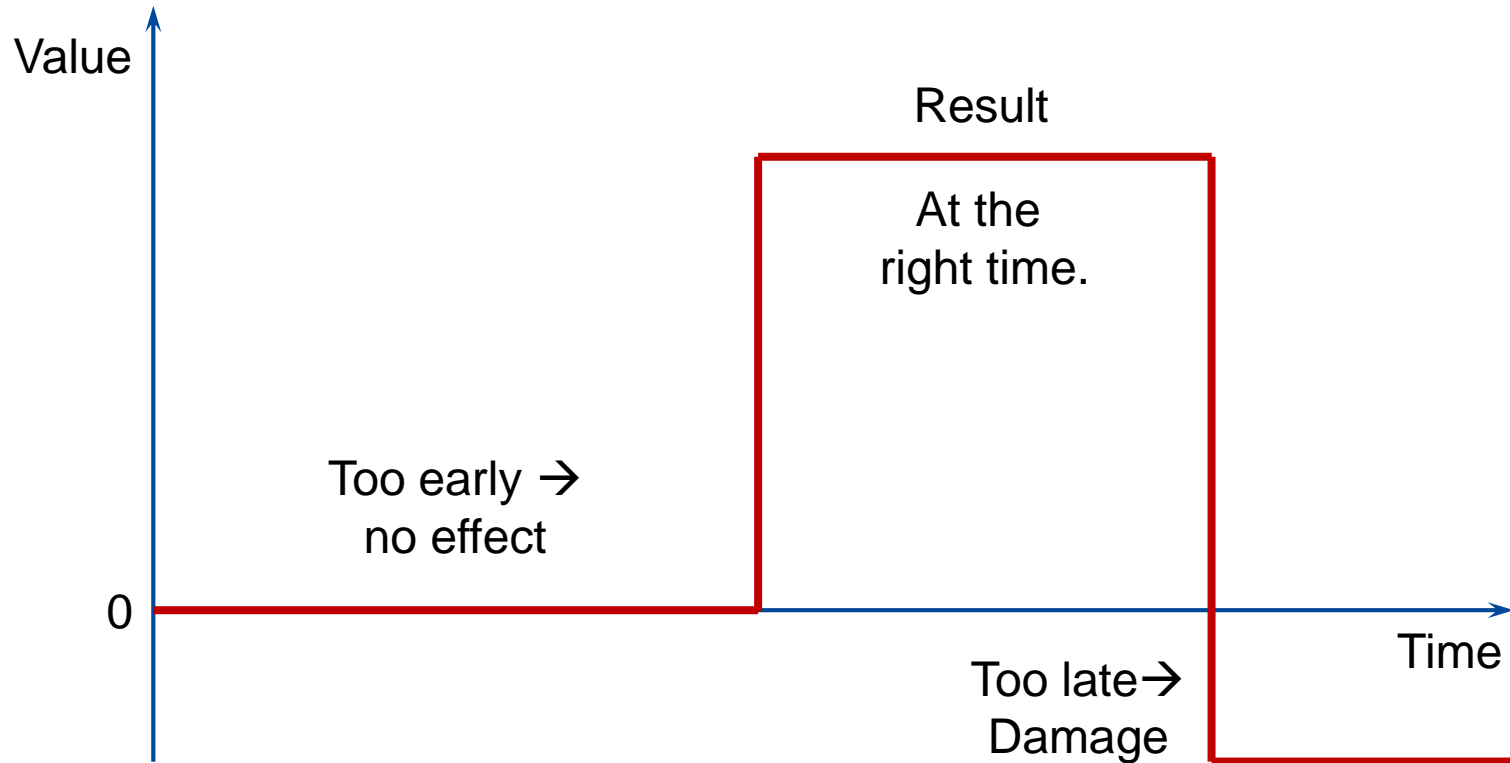 Value
Result
At the
right time.
Too early →
no effect
0
Time
Too late→
Damage